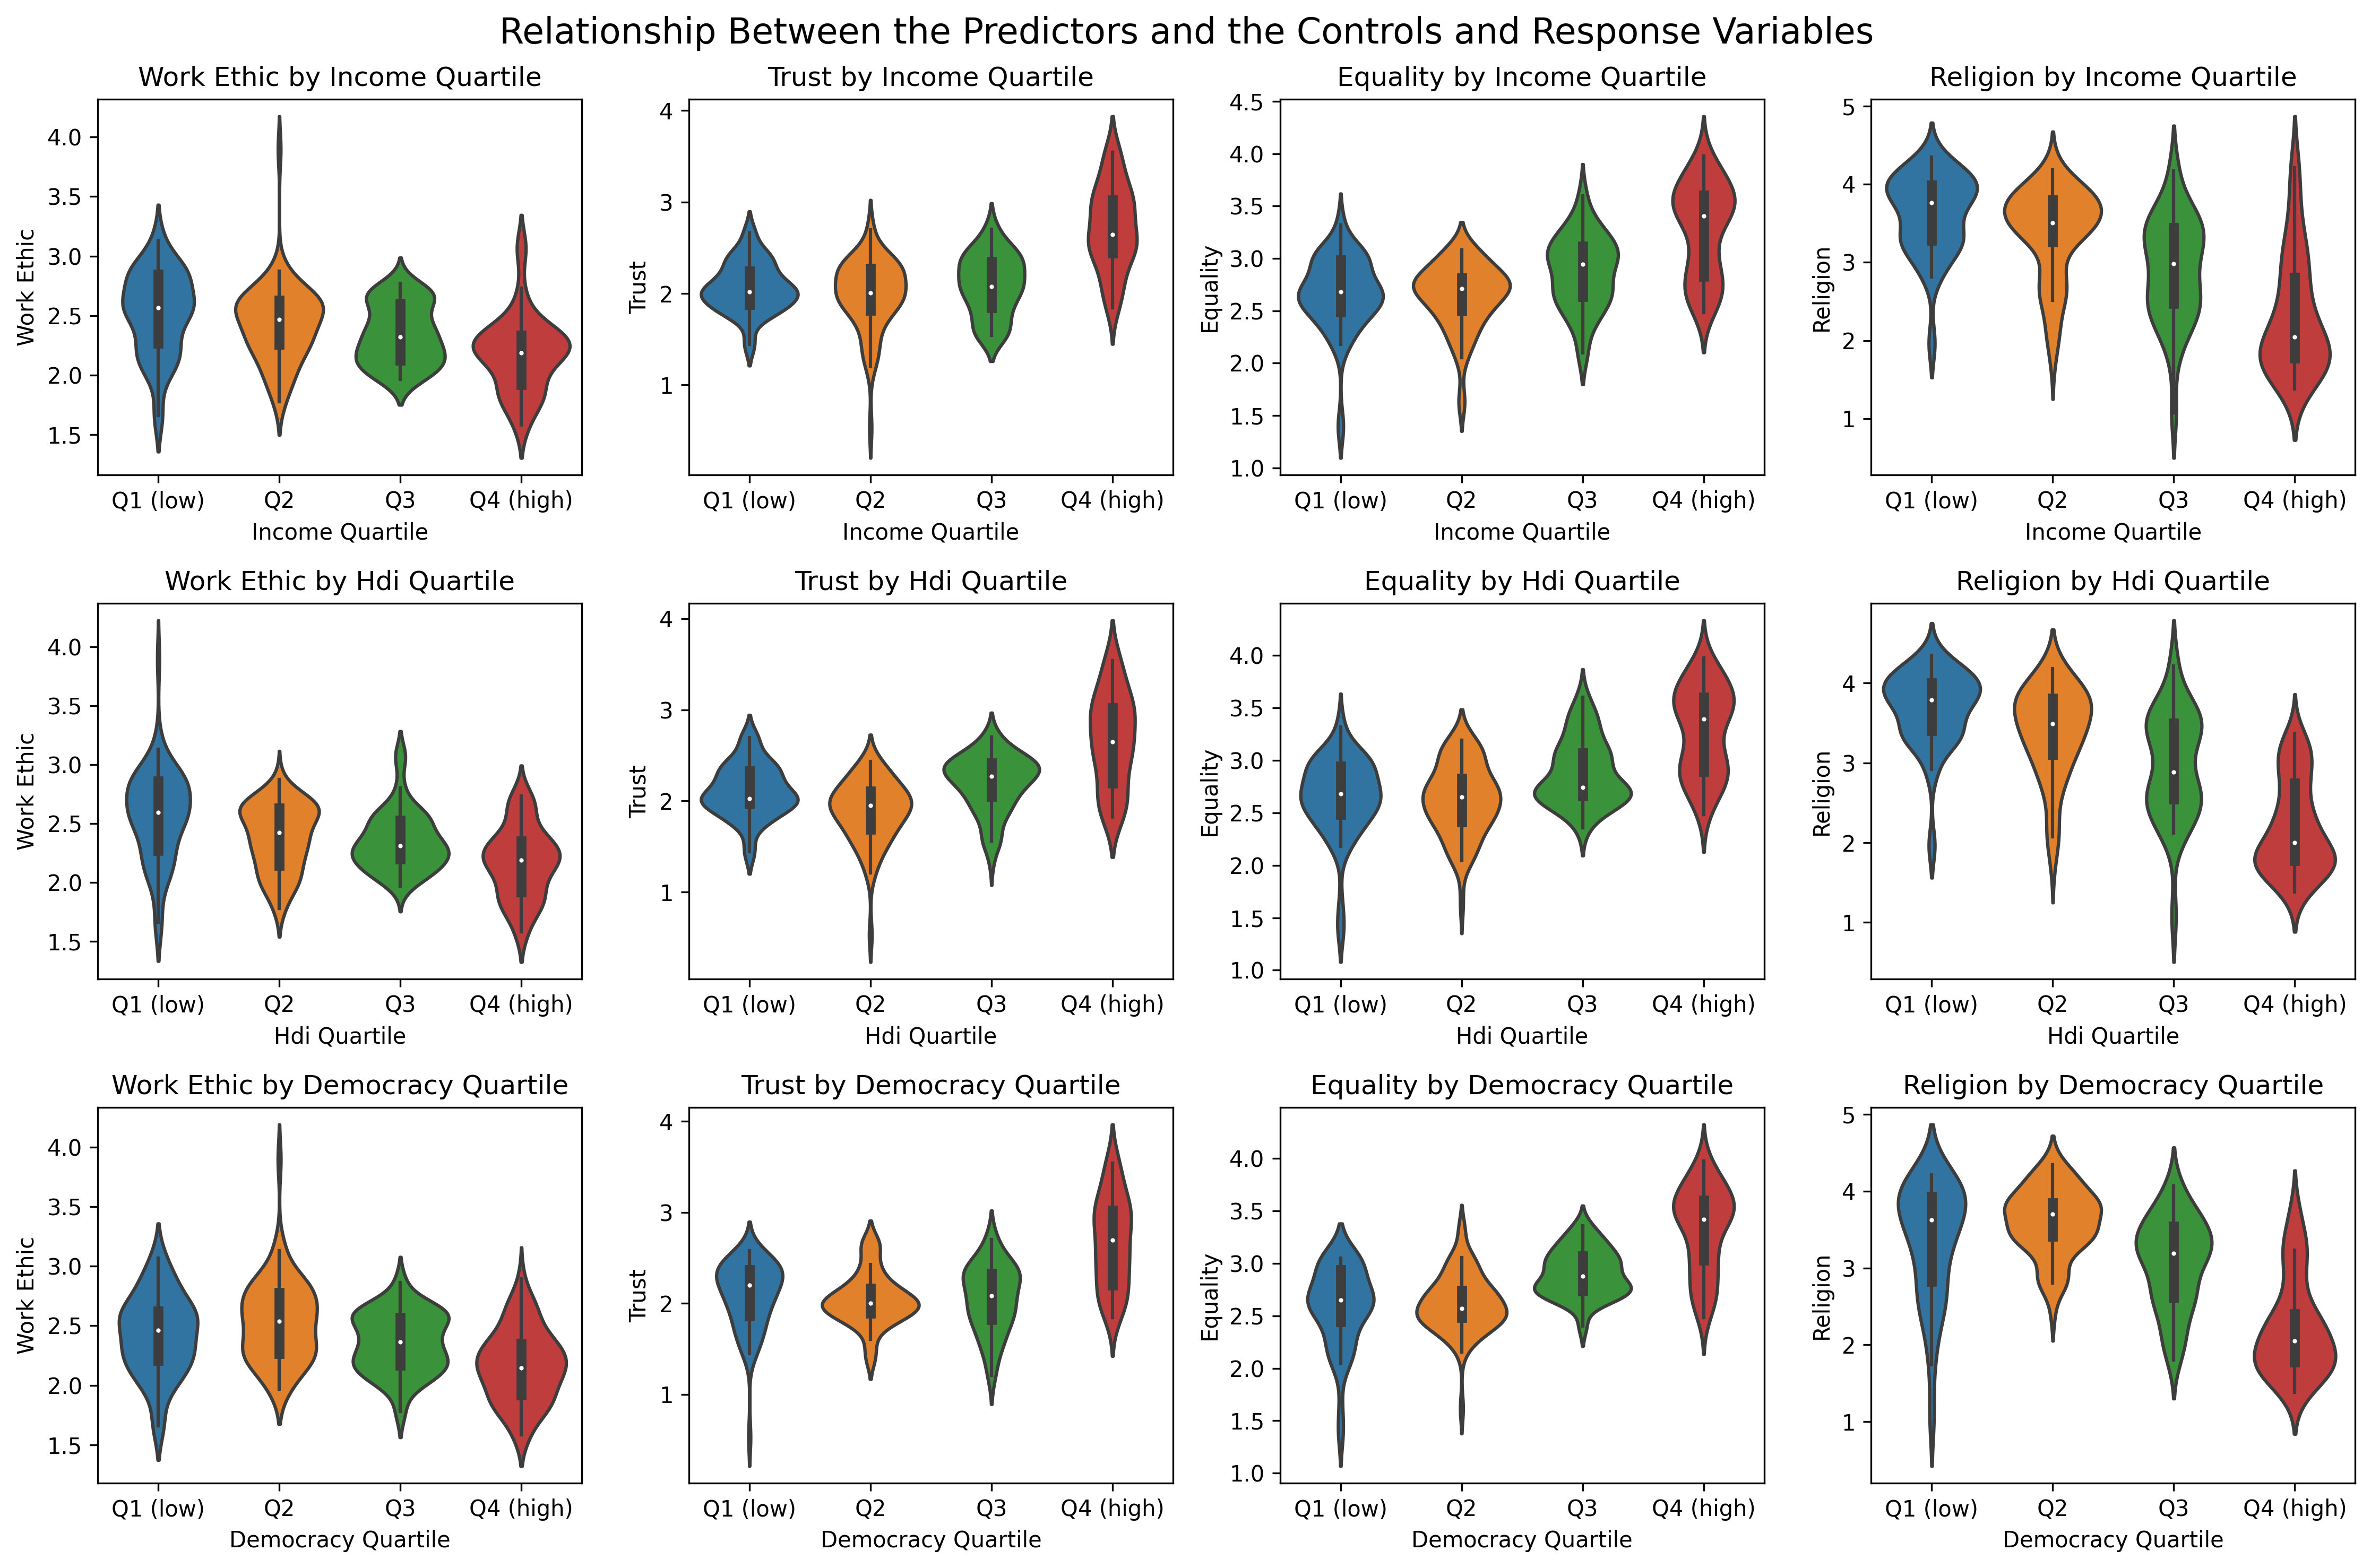 Relationship Between the Predictors and the Controls and Response Variables
Work Ethic by Income Quartile
Work Ethic
4.0
3.5
3.0
2.5
2.0
1.5
Q1 (low) Q2 Q3 Q4 (high)
Income Quartile
Trust by Income Quartile
Trust
4
3
2
1
Q1 (low) Q2 Q3 Q4 (high)
Income Quartile
Equality by Income Quartile
Equality
4.5
4.0
3.5
3.0
2.5
2.0
1.5
1.0
Q1 (low) Q2 Q3 Q4 (high)
Income Quartile
Religion by Income Quartile
Religion
5
4
3
2
1
Q1 (low) Q2 Q3 Q4 (high)
Income Quartile
Work Ethic by Hdi Quartile
Work Ethic
4.0
3.5
3.0
2.5
2.0
1.5
Q1 (low) Q2 Q3 Q4 (high)
Hdi Quartile
Trust by Hdi Quartile
Trust
4
3
2
1
Q1 (low) Q2 Q3 Q4 (high)
Hdi Quartile
Equality by Hdi Quartile
Equality
4.0
3.5
3.0
2.5
2.0
1.5
1.0
Q1 (low) Q2 Q3 Q4 (high)
Hdi Quartile
Religion by Hdi Quartile
Religion
4
3
2
1
Q1 (low) Q2 Q3 Q4 (high)
Hdi Quartile
Work Ethic by Democracy Quartile
Work Ethic
4.0
3.5
3.0
2.5
2.0
1.5
Q1 (low) Q2 Q3 Q4 (high)
Democracy Quartile
Trust by Democracy Quartile
Trust
4
3
2
1
Q1 (low) Q2 Q3 Q4 (high)
Democracy Quartile
Equality by Democracy Quartile
Equality
4.0
3.5
3.0
2.5
2.0
1.5
1.0
Q1 (low) Q2 Q3 Q4 (high)
Democracy Quartile
Religion by Democracy Quartile
Religion
5
4
3
2
1
Q1 (low) Q2 Q3 Q4 (high)
Democracy Quartile